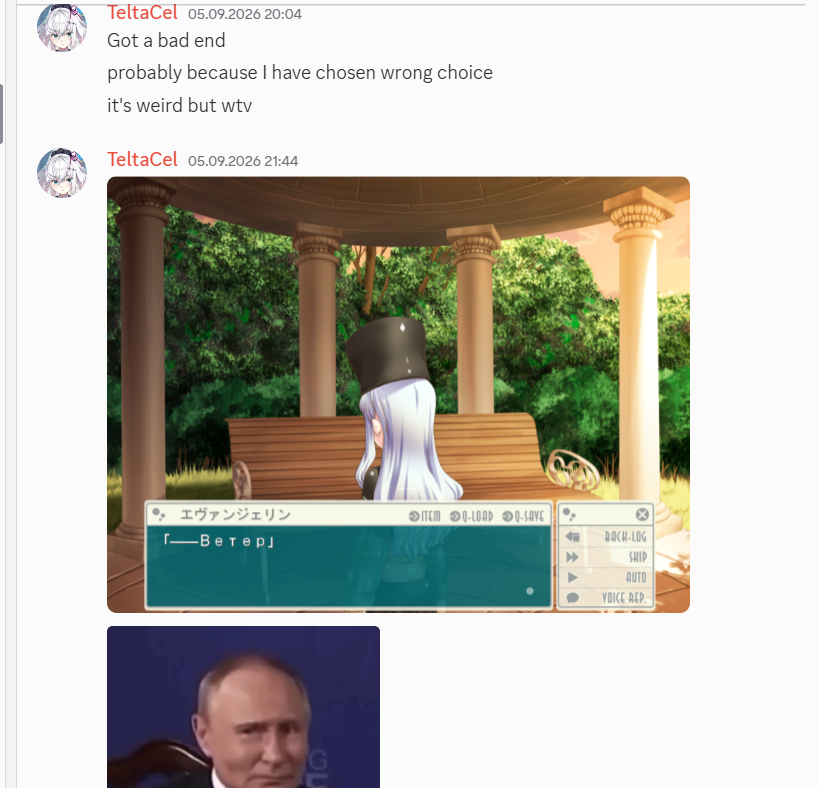 TeltaCel 05.09.2026 20:04
Got a bad end
probably because I have chosen wrong choice
it's weird but wtv
TeltaCel 05.09.2026 21:44
エヴァンジェリン
ITEM Q-LOAD Q-SAVE
「――Ветер」
BACK-LOG
SKIP
AUTO
VOICE REP.